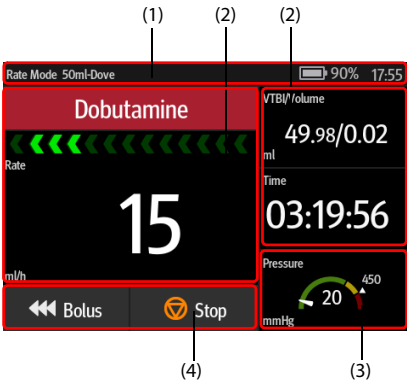 (1) (2) (2)
Rate Mode 50ml-Dove 90% 17:55
Dobutamine
Rate
15
ml/h
VTBI/Volume
49.98/0.02
ml
Time
03:19:56
Pressure
450
20
mmHg
Bolus Stop
(4) (3)